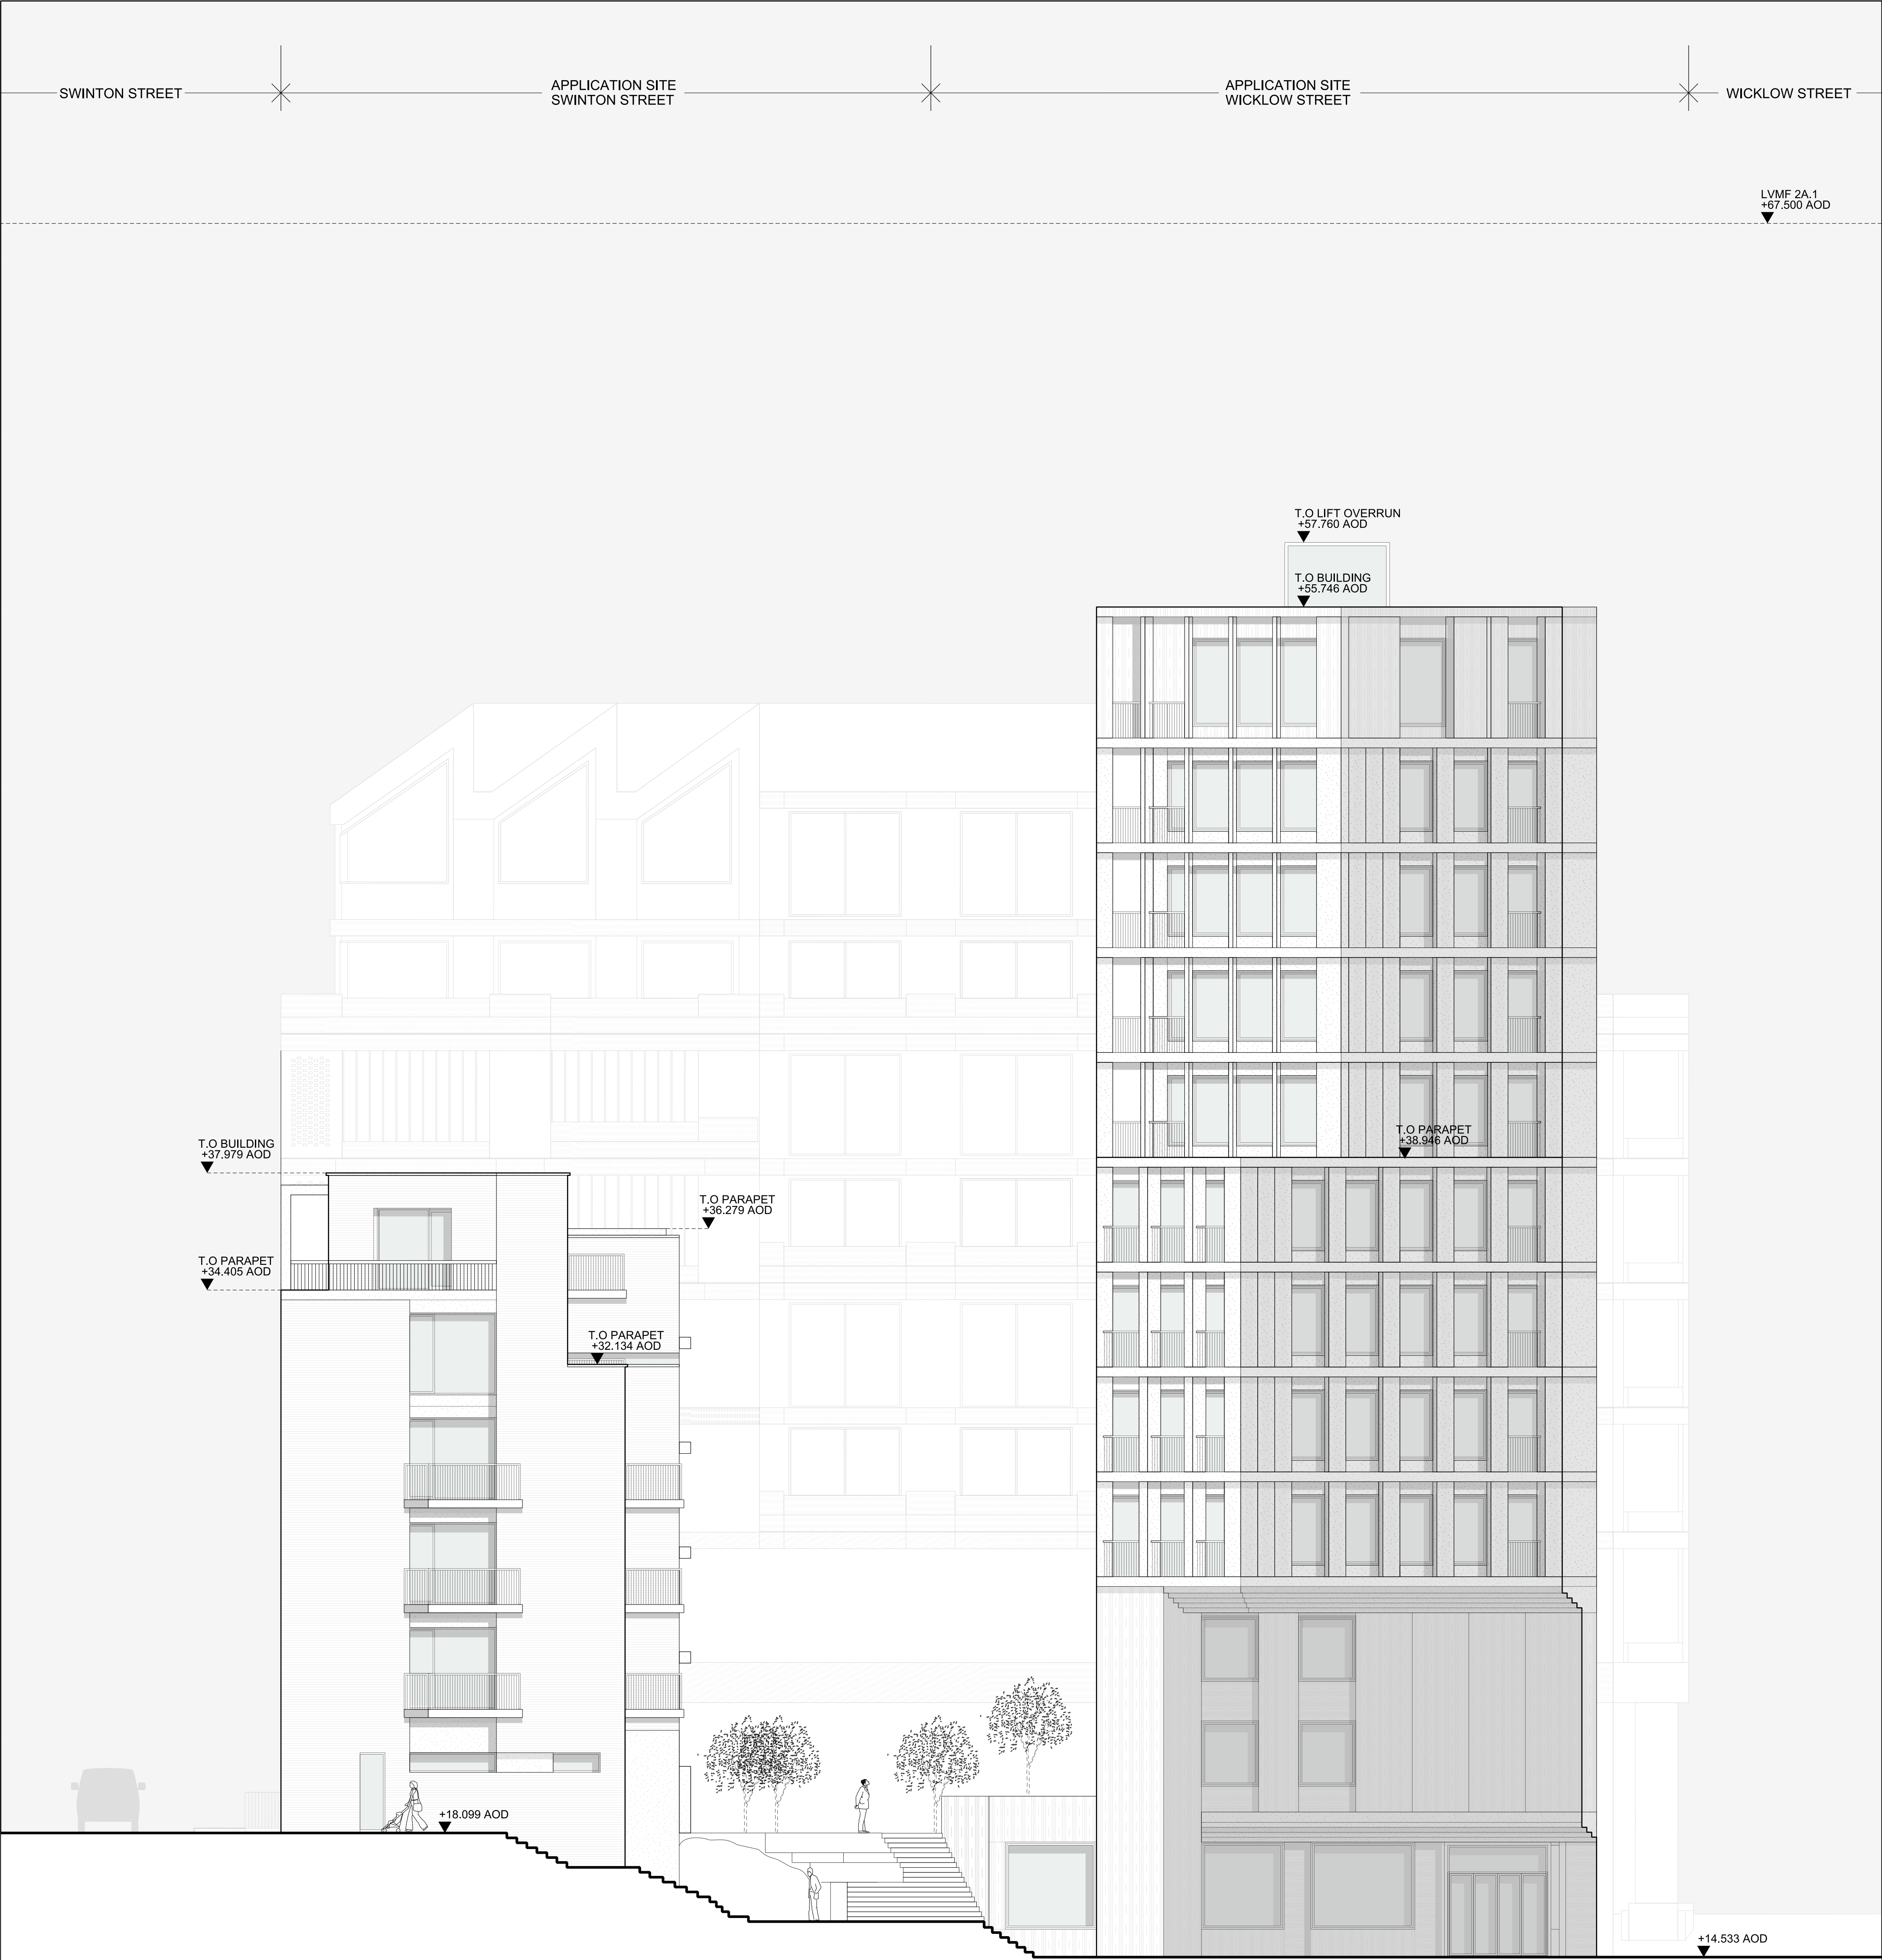 SWINTON STREET
APPLICATION SITE
SWINTON STREET
APPLICATION SITE
WICKLOW STREET
WICKLOW STREET
LVMF 2A.1
+67.500 AOD
T.O LIFT OVERRUN
+57.760 AOD
T.O BUILDING
+55.746 AOD
T.O PARAPET
+38.946 AOD
T.O BUILDING
+37.979 AOD
T.O PARAPET
+36.279 AOD
T.O PARAPET
+34.405 AOD
T.O PARAPET
+32.134 AOD
+18.099 AOD
+14.533 AOD